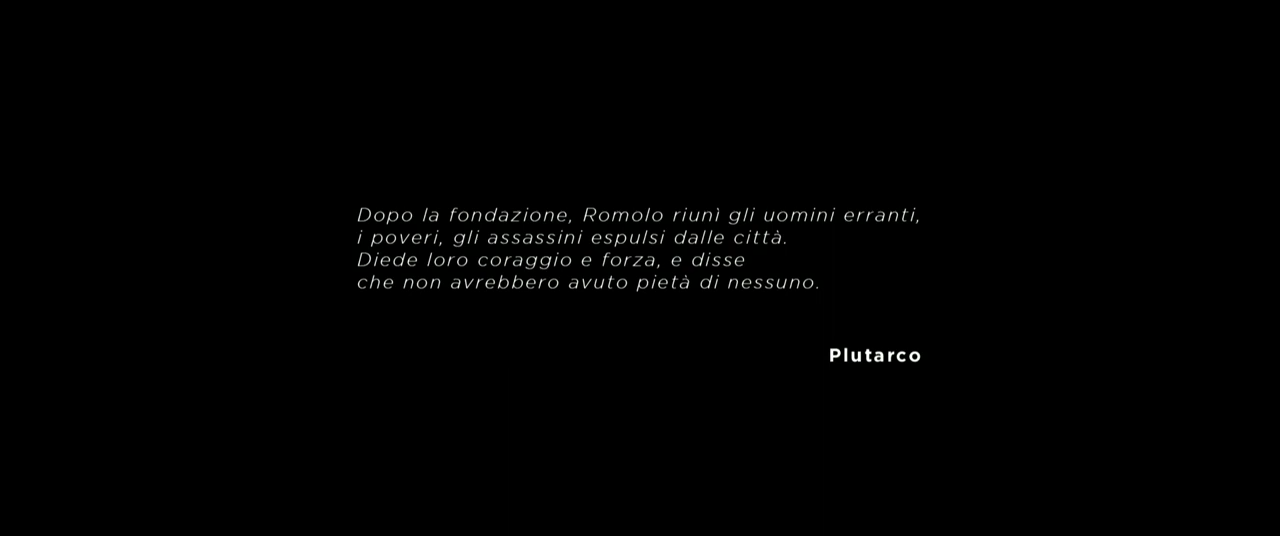 Dopo la fondazione, Romolo riunì gli uomini erranti,
i poveri, gli assassini espulsi dalle città.
Diede loro coraggio e forza, e disse
che non avrebbero avuto pietà di nessuno.
Plutarco